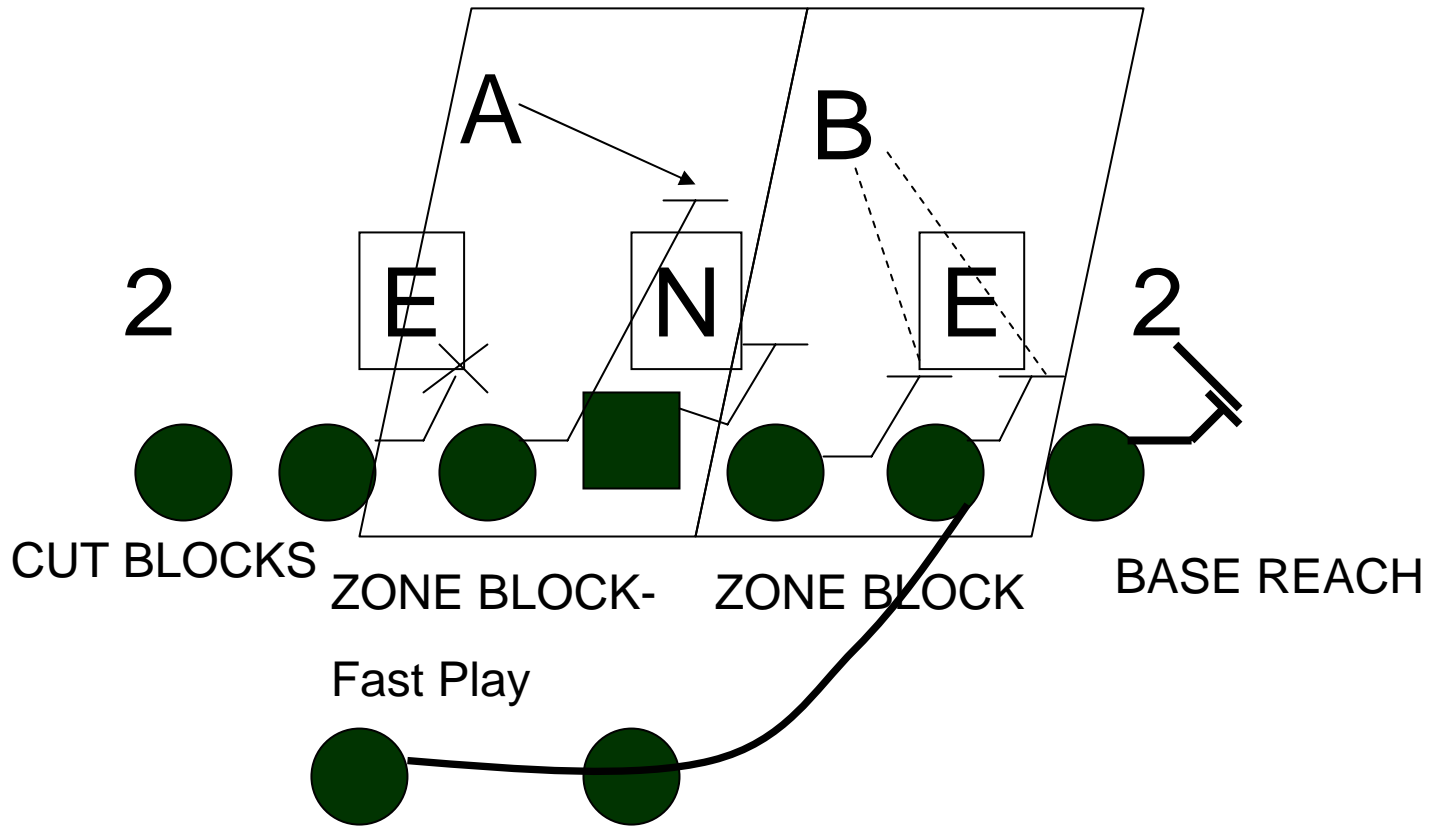 A B
2 E N E 2
CUT BLOCKS ZONE BLOCK- ZONE BLOCK BASE REACH
Fast Play